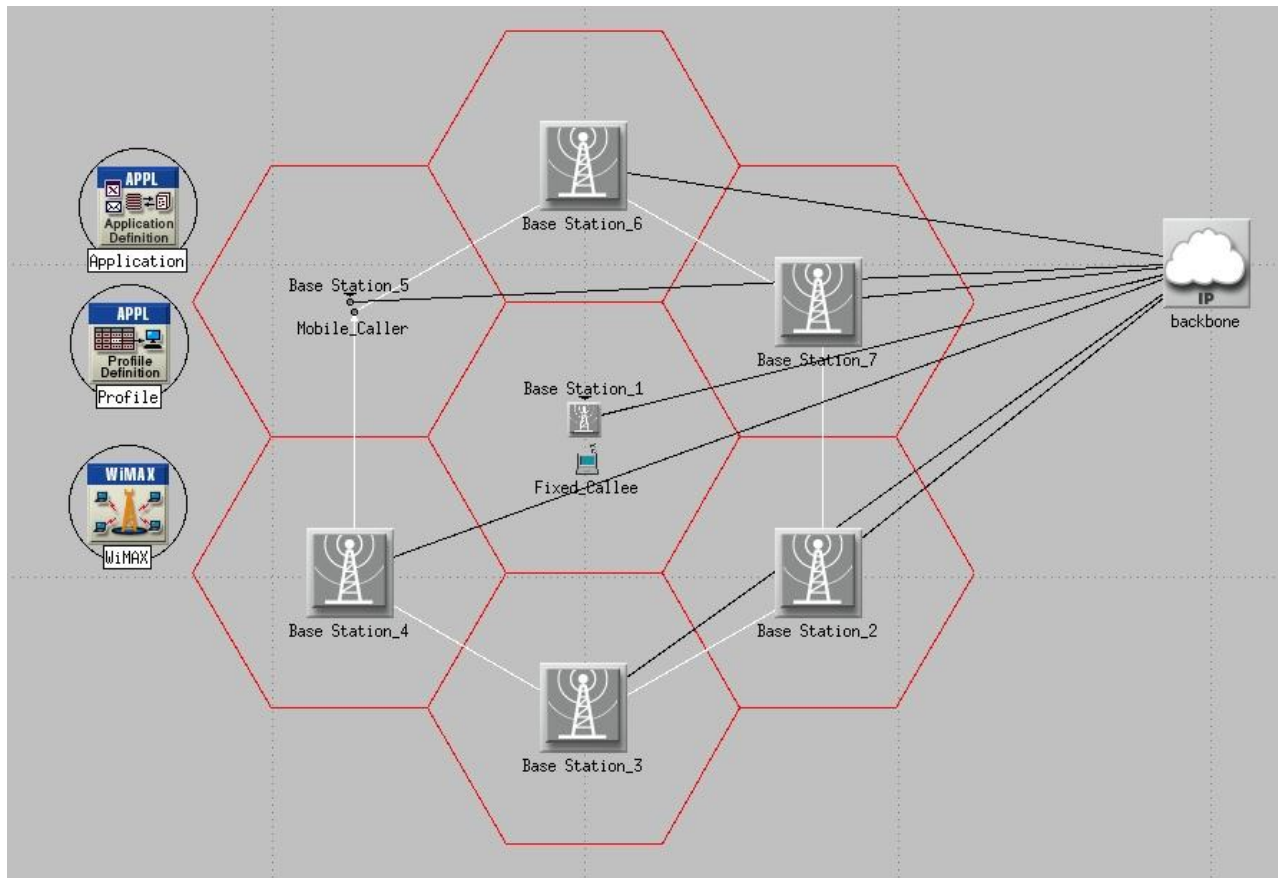 Base Station_6
APPL
Application
Definition
Application
Base Station_5
Mobile_Caller
IP
backbone
APPL
Profile
Definition
Profile
Base Station_7
Base Station_1
Fixed_Callee
WiMAX
WiMAX
Base Station_4
Base Station_2
Base Station_3